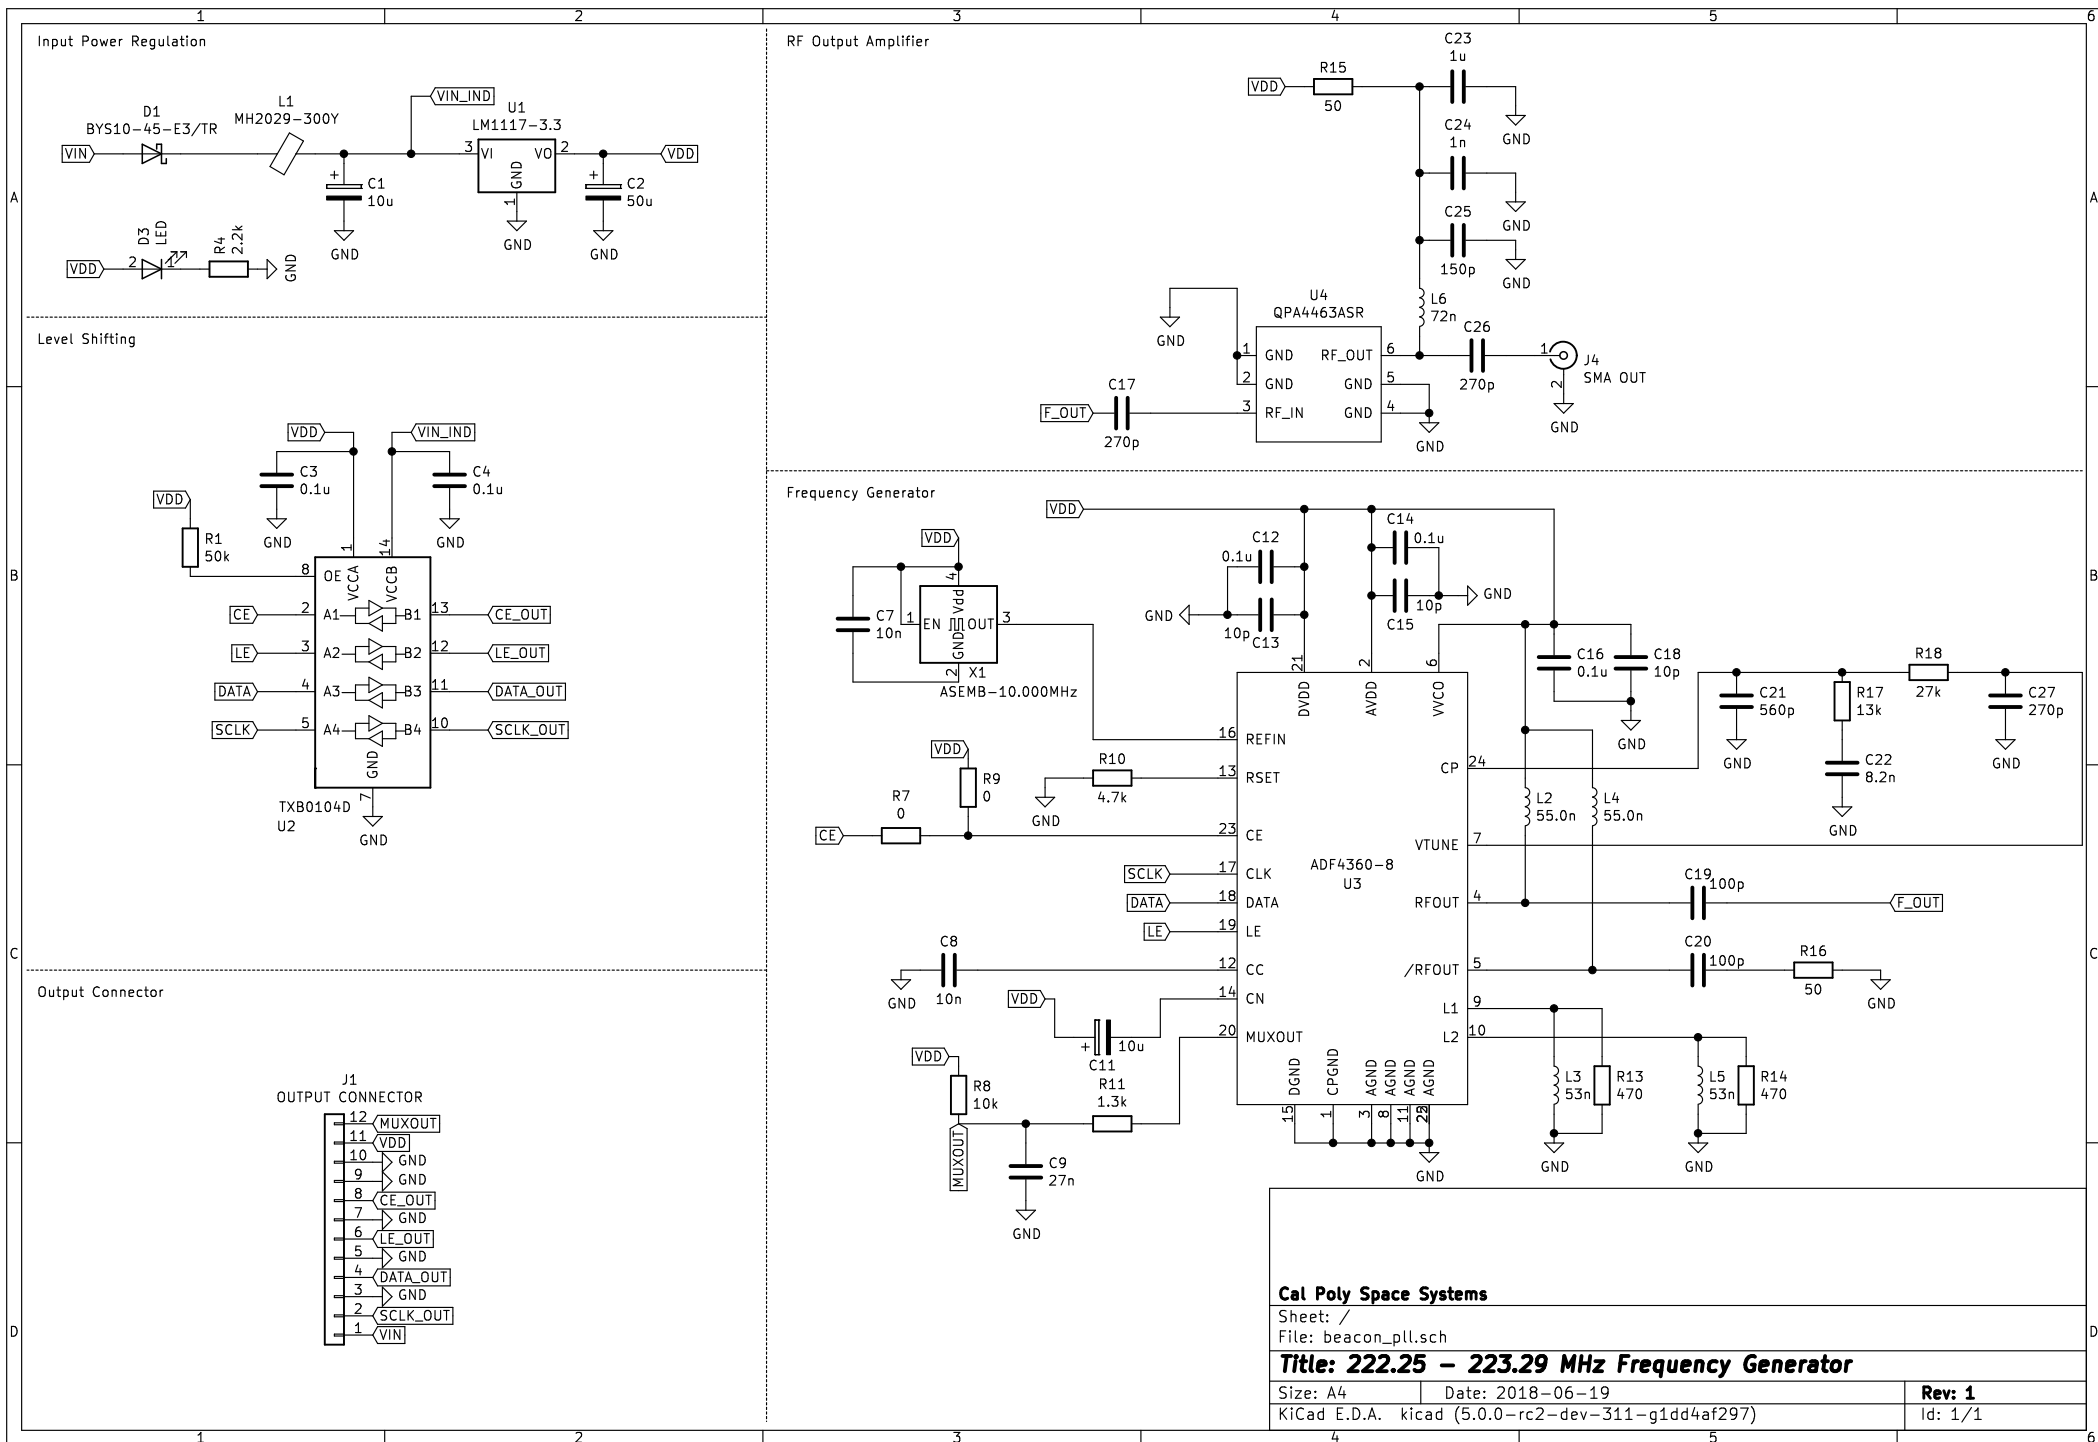 1 2 3 4 5 6
Input Power Regulation
D1
BYS10-45-E3/TR
VIN
L1
MH2029-300Y
VIN_IND
U1
LM1117-3.3
3 VI VO 2
GND
1
VDD
C1
10u
C2
50u
GND
GND
GND
VDD
2 1
D3
LED
R4
2.2k
GND
A
RF Output Amplifier
VDD
R15
50
C23
1u
GND
C24
1n
GND
C25
150p
GND
L6
72n
U4
QPA4463ASR
GND
1 GND RF_OUT 6
2 GND GND 5
3 RF_IN GND 4
F_OUT
C17
270p
GND
C26
270p
1
2
J4
SMA OUT
GND
A
Level Shifting
VDD
VIN_IND
C3
0.1u
C4
0.1u
GND
GND
VDD
R1
50k
1 14
VCCA VCCB
8 OE
CE 2 A1 B1 13 CE_OUT
LE 3 A2 B2 12 LE_OUT
DATA 4 A3 B3 11 DATA_OUT
SCLK 5 A4 B4 10 SCLK_OUT
GND
7
TXB0104D
U2
GND
B
Output Connector
J1
OUTPUT CONNECTOR
12 MUXOUT
11 VDD
10 GND
9 GND
8 CE_OUT
7 GND
6 LE_OUT
5 GND
4 DATA_OUT
3 GND
2 SCLK_OUT
1 VIN
C
D
Frequency Generator
VDD
VDD
C7
10n
4
Vdd
1 EN OUT 3
GND
2
X1
ASEMB-10.000MHz
C12
0.1u
10p
C13
GND
C14
0.1u
10p
C15
GND
C16
0.1u
C18
10p
GND
21 2 6
DVDD AVDD VVCO
16 REFIN
13 RSET
R10
4.7k
GND
VDD
R9
0
R7
0
CE
23 CE
SCLK 17 CLK
DATA 18 DATA
LE 19 LE
C8
10n
GND
12 CC
VDD
14 CN
+
10u
C11
20 MUXOUT
VDD
R8
10k
R11
1.3k
MUXOUT
C9
27n
GND
ADF4360-8
U3
CP 24
VTUNE 7
RFOUT 4
/RFOUT 5
L1 9
L2 10
DGND CPGND AGND AGND AGND AGND
15 1 3 8 11 22
GND
C21
560p
GND
R17
13k
C22
8.2n
GND
R18
27k
C27
270p
GND
L2
55.0n
L4
55.0n
C19
100p
F_OUT
C20
100p
R16
50
GND
L3
53n
R13
470
GND
L5
53n
R14
470
GND
B
C
D
Cal Poly Space Systems
Sheet: /
File: beacon_pll.sch
Title: 222.25 – 223.29 MHz Frequency Generator
Size: A4 Date: 2018-06-19 Rev: 1
KiCad E.D.A. kicad (5.0.0-rc2-dev-311-g1dd4af297) Id: 1/1
1 2 3 4 5 6